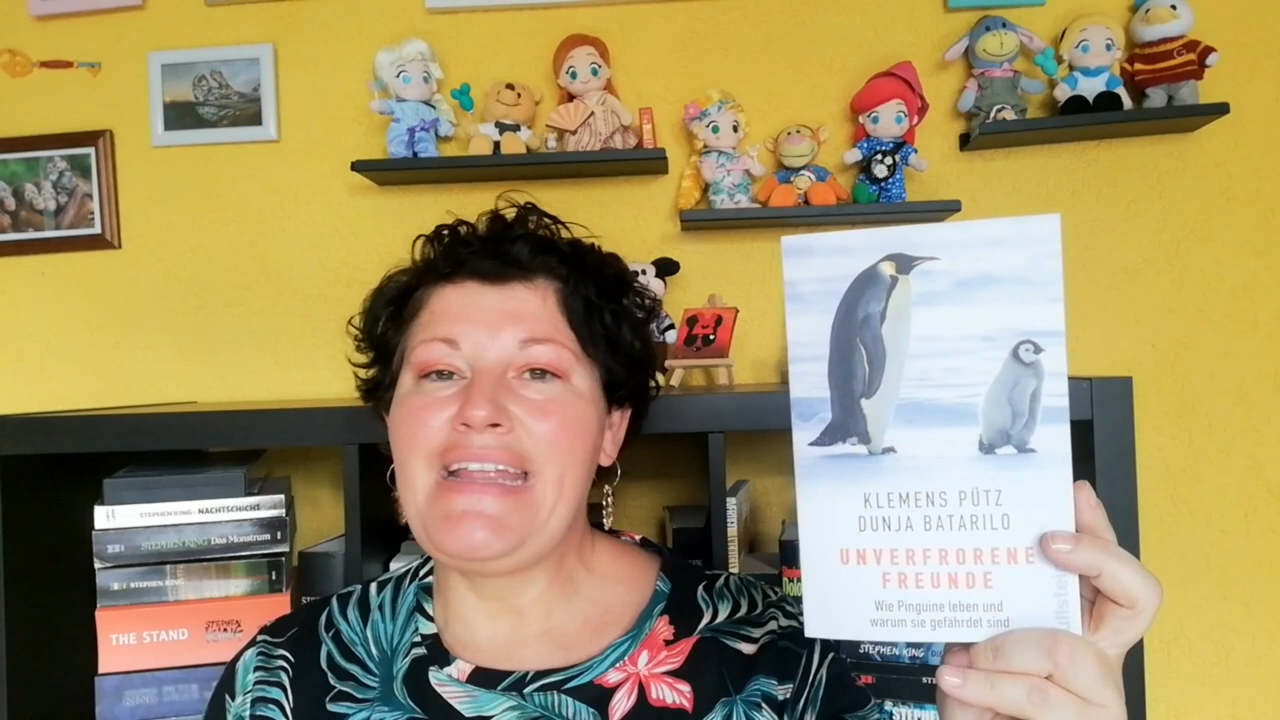 KLEMENS PÜTZ
DUNJA BATARILO
UNVERFRORENE
FREUNDE
Wie Pinguine leben und
warum sie gefährdet sind
STEPHEN KING NACHTSCHICHT
STEPHEN KING Das Monstrum
STEPHEN KING
THE STAND STEPHEN KING
STEPHEN KING
STEPHEN
G